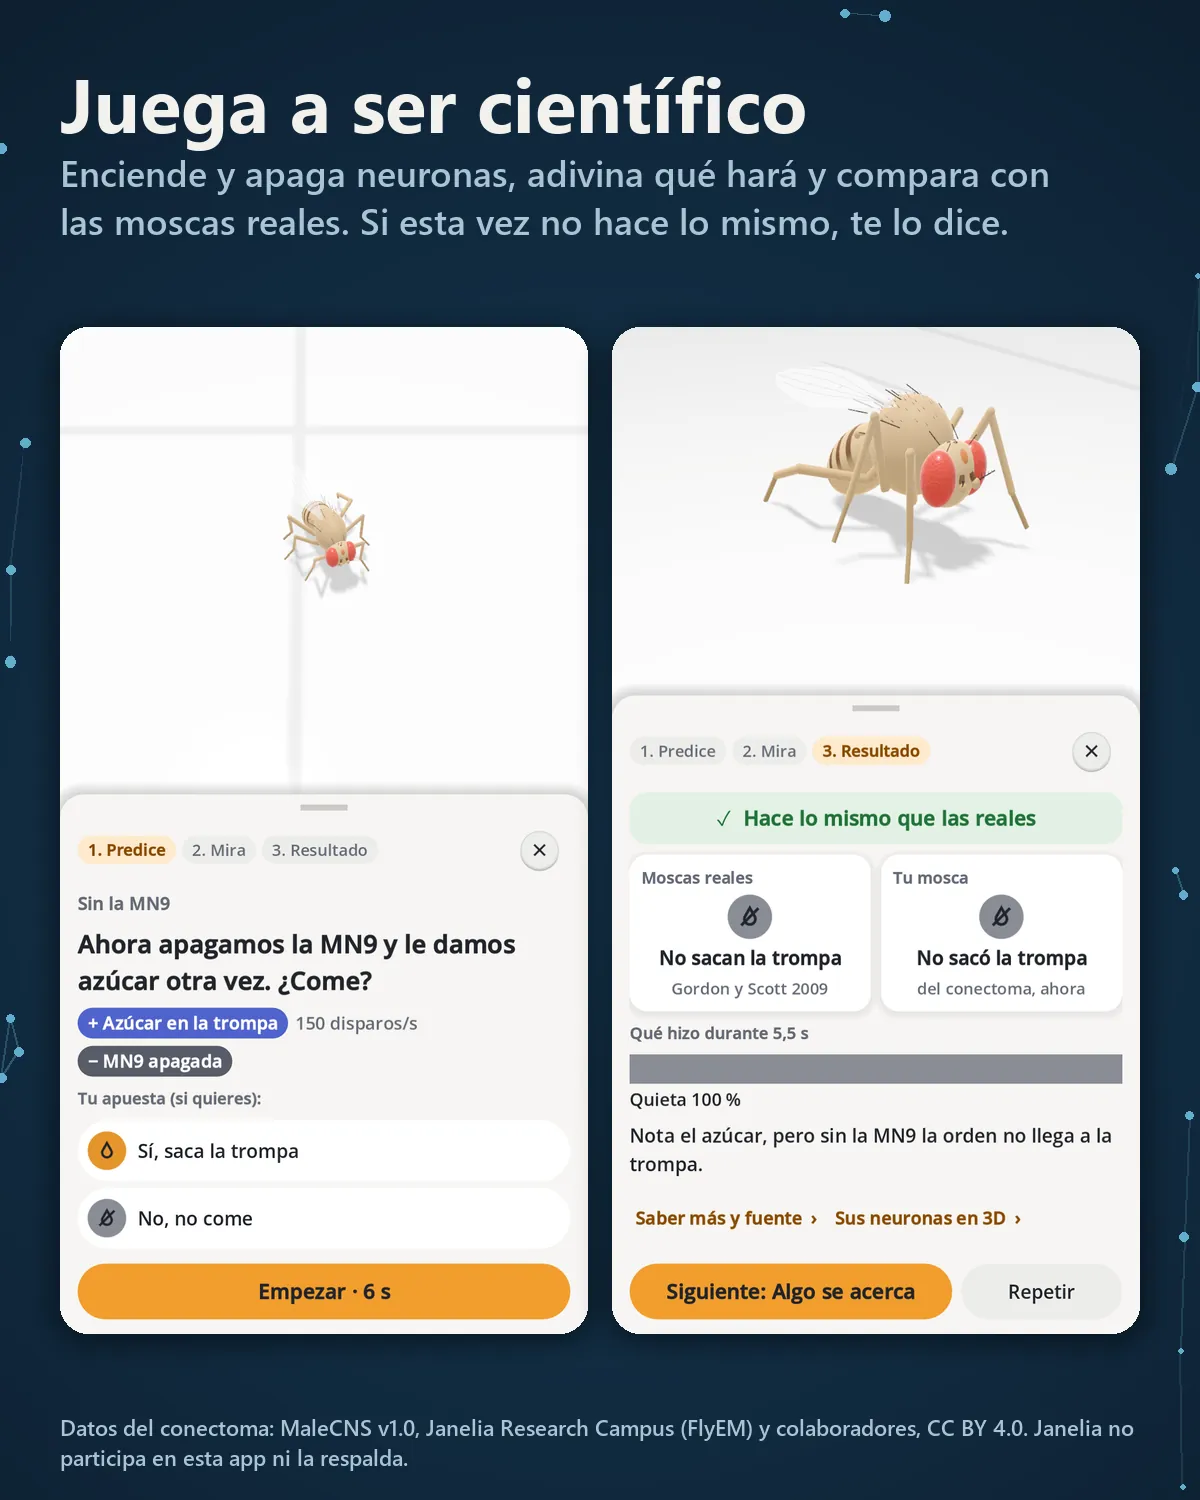 Juega a ser científico
Enciende y apaga neuronas, adivina qué hará y compara con
las moscas reales. Si esta vez no hace lo mismo, te lo dice.
1. Predice 2. Mira 3. Resultado ✕
Sin la MN9
Ahora apagamos la MN9 y le damos
azúcar otra vez. ¿Come?
+ Azúcar en la trompa 150 disparos/s
− MN9 apagada
Tu apuesta (si quieres):
Sí, saca la trompa
No, no come
Empezar · 6 s
1. Predice 2. Mira 3. Resultado ✕
✓ Hace lo mismo que las reales
Moscas reales
No sacan la trompa
Gordon y Scott 2009
Tu mosca
No sacó la trompa
del conectoma, ahora
Qué hizo durante 5,5 s
Quieta 100 %
Nota el azúcar, pero sin la MN9 la orden no llega a la
trompa.
Saber más y fuente › Sus neuronas en 3D ›
Siguiente: Algo se acerca Repetir
Datos del conectoma: MaleCNS v1.0, Janelia Research Campus (FlyEM) y colaboradores, CC BY 4.0. Janelia no
participa en esta app ni la respalda.